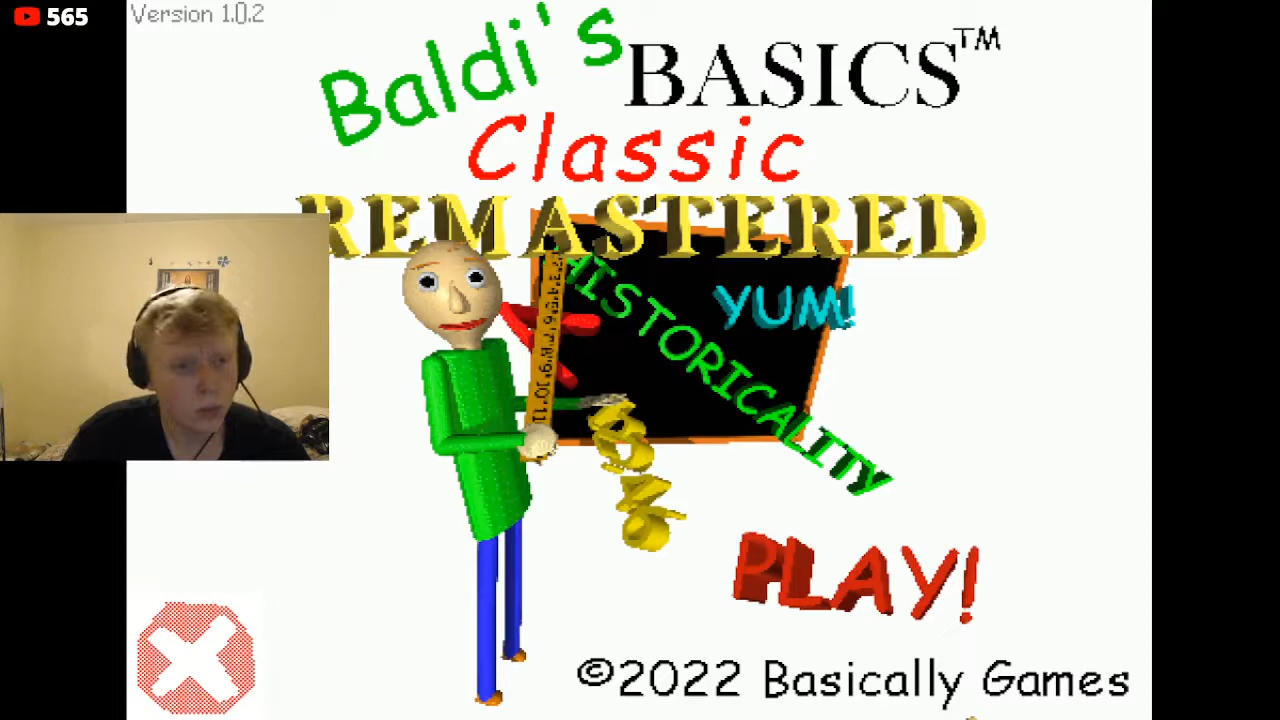 565
Version 1.0.2
Baldi's BASICS™
Classic
REMASTERED
HISTORICALITY
YUM!
PLAY!
©2022 Basically Games